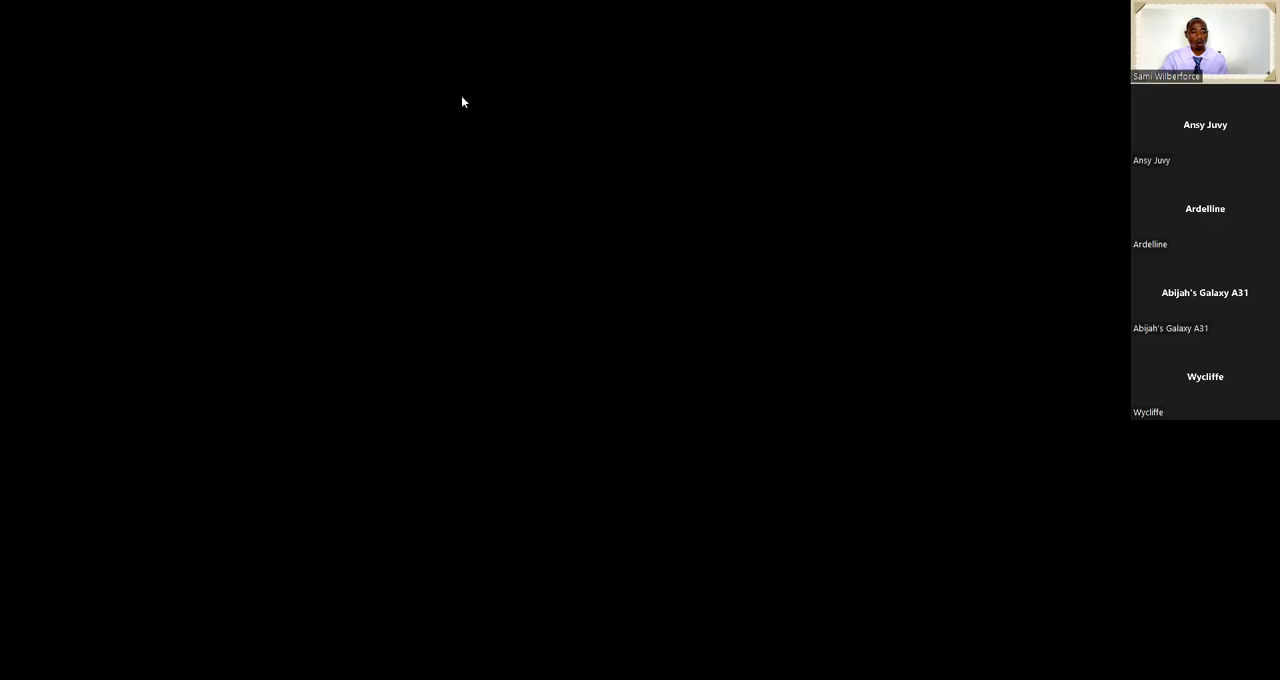 Sami Wilberforce
Ansy Juvy
Ansy Juvy
Ardelline
Ardelline
Abijah's Galaxy A31
Abijah's Galaxy A31
Wycliffe
Wycliffe